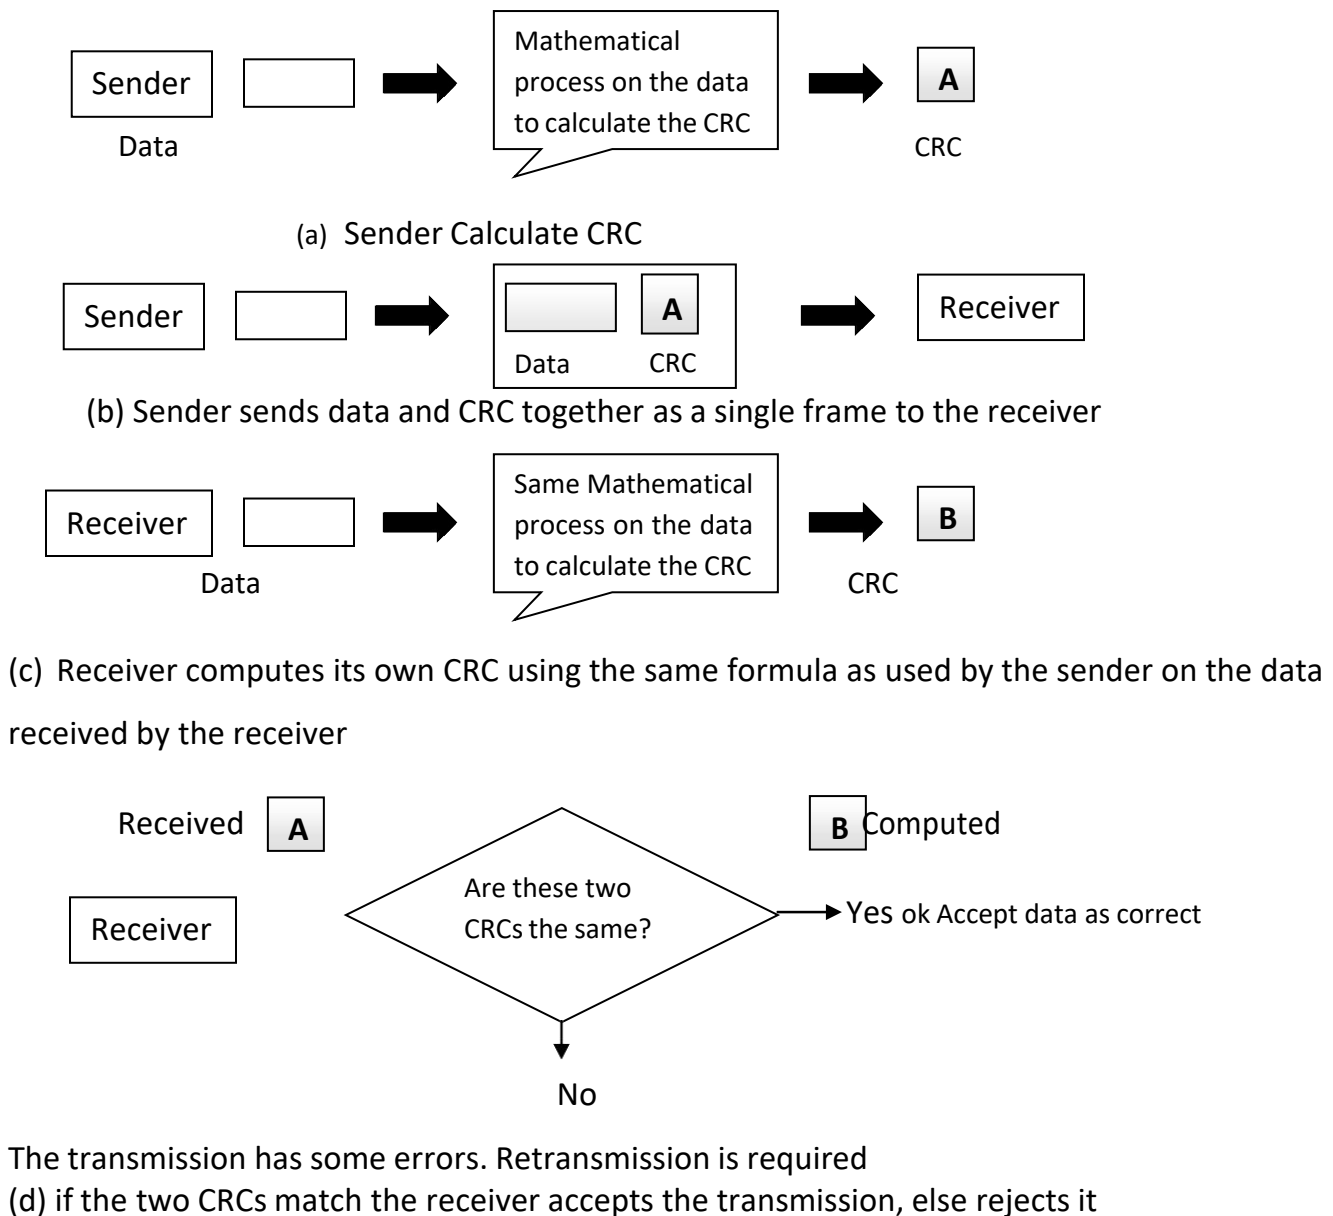 Mathematical
Sender
process on the data
A
to calculate the CRC
Data
CRC
(a) Sender Calculate CRC
Sender
A
Receiver
Data
CRC
(b) Sender sends data and CRC together as a single frame to the receiver
Same Mathematical
Receiver
process on the data
B
to calculate the CRC
Data
CRC
(c) Receiver computes its own CRC using the same formula as used by the sender on the data
received by the receiver
Received
A
B
Computed
Are these two
CRCs the same?
Receiver
Yes ok Accept data as correct
No
The transmission has some errors. Retransmission is required
(d) if the two CRCs match the receiver accepts the transmission, else rejects it